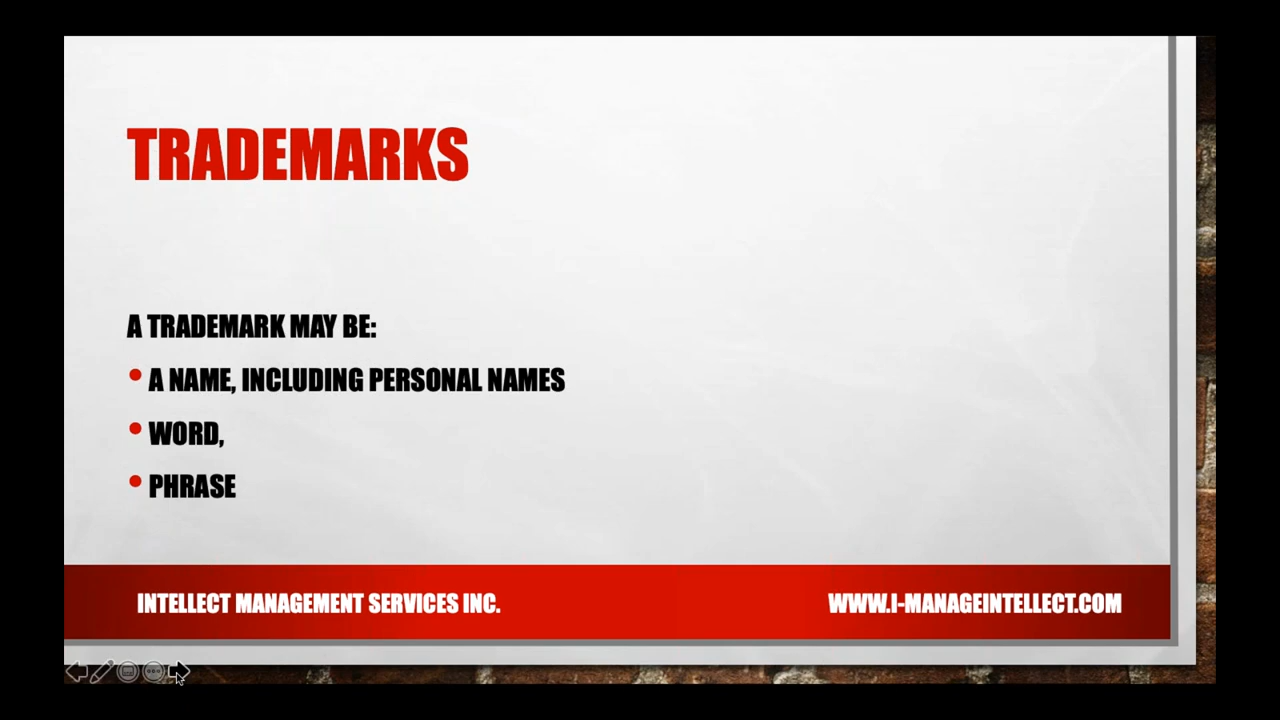 TRADEMARKS
A TRADEMARK MAY BE:
• A NAME, INCLUDING PERSONAL NAMES
• WORD,
• PHRASE
INTELLECT MANAGEMENT SERVICES INC.
WWW.I-MANAGEINTELLECT.COM